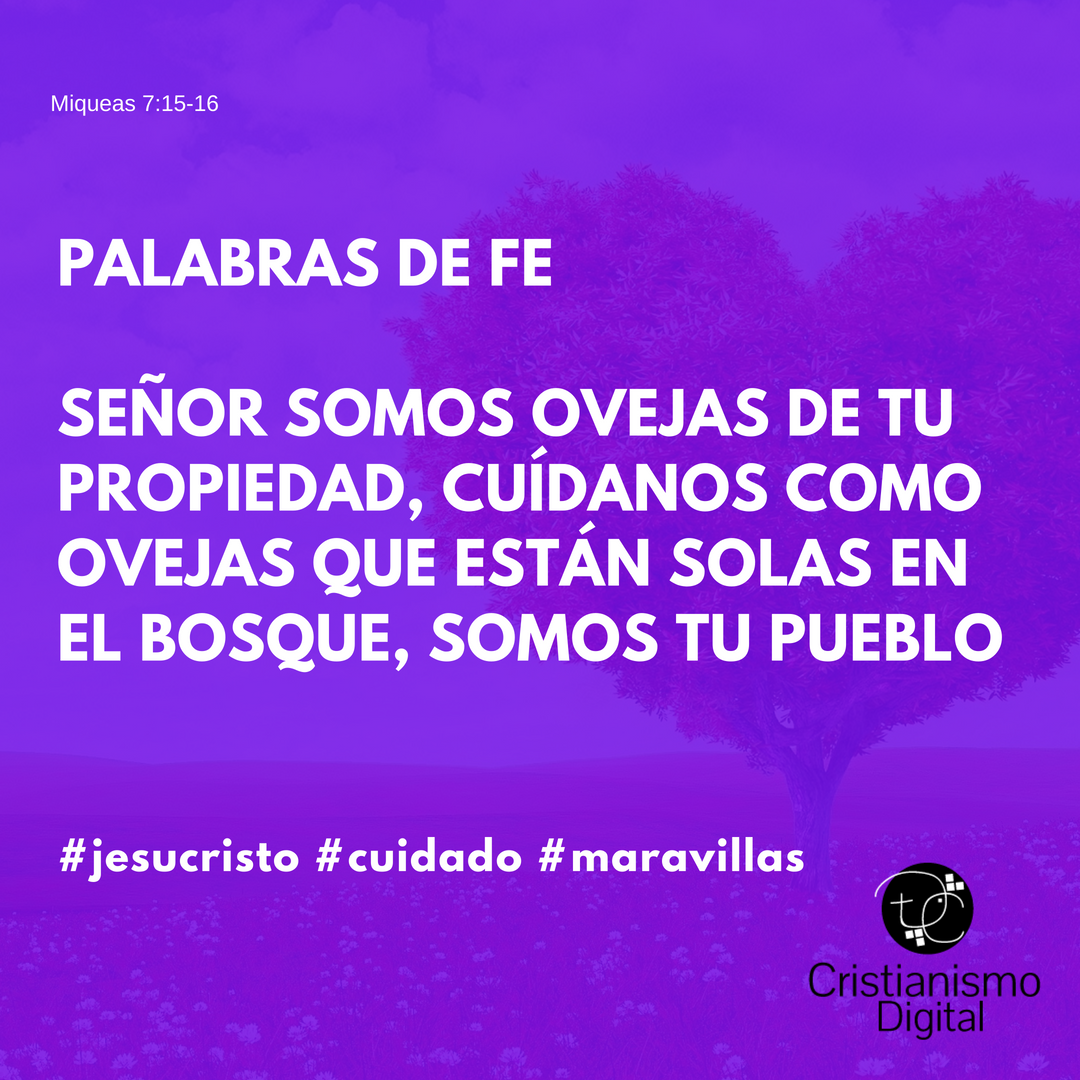 Miqueas 7:15-16
PALABRAS DE FE
SEÑOR SOMOS OVEJAS DE TU
PROPIEDAD, CUÍDANOS COMO
OVEJAS QUE ESTÁN SOLAS EN
EL BOSQUE, SOMOS TU PUEBLO
#jesucristo #cuidado #maravillas
Cristianismo
Digital